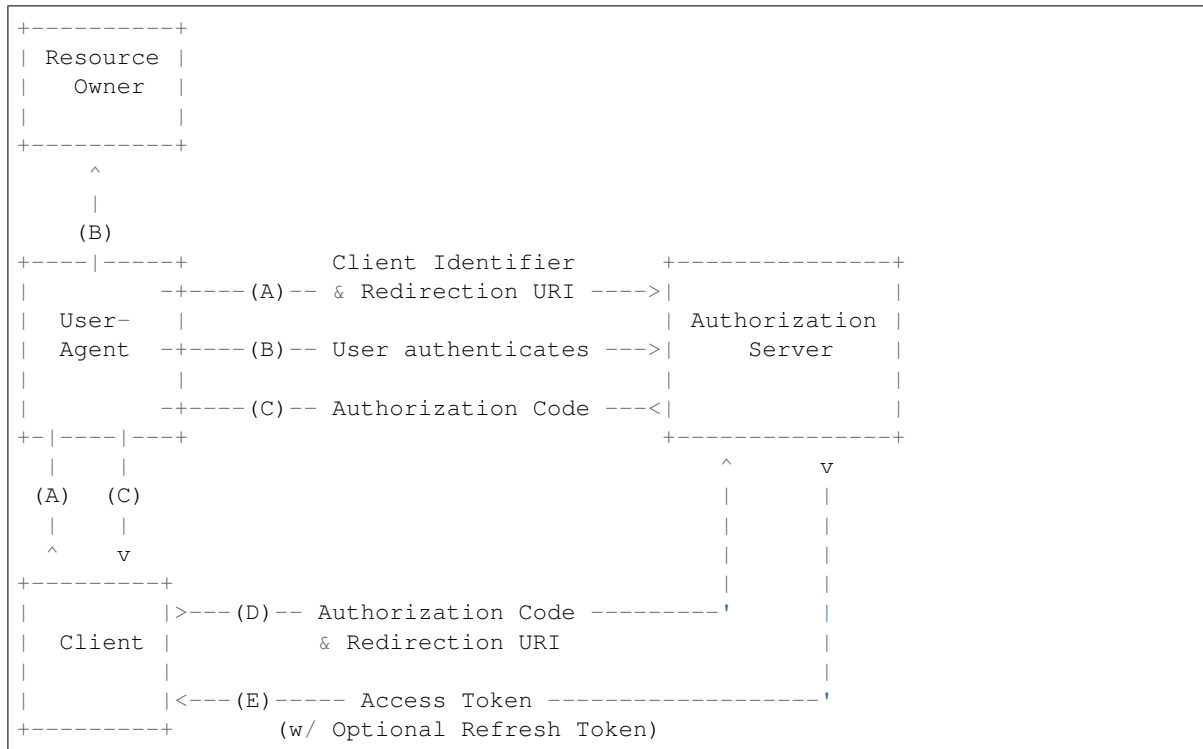 +----------+
| Resource |
|   Owner  |
|          |
+----------+
     ^
     |
    (B)
+----|-----+          Client Identifier      +---------------+
|         -+----(A)-- & Redirection URI ---->|               |
|  User-   |                                 | Authorization |
|  Agent  -+----(B)-- User authenticates --->|     Server    |
|          |                                 |               |
|         -+----(C)-- Authorization Code ---<|               |
+-|----|---+                                 +---------------+
  |    |                                         ^      v
 (A)  (C)                                        |      |
  |    |                                         |      |
  ^    v                                         |      |
+---------+                                      |      |
|         |>---(D)-- Authorization Code ---------'      |
|  Client |          & Redirection URI                  |
|         |                                             |
|         |<---(E)----- Access Token -------------------'
+---------+       (w/ Optional Refresh Token)